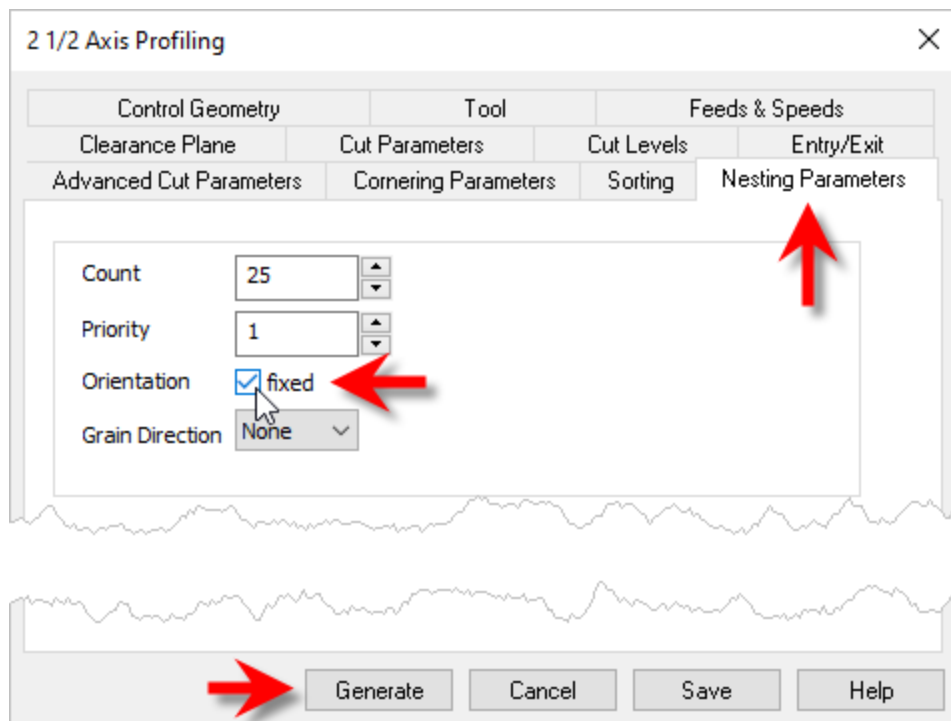 2 1/2 Axis Profiling
Control Geometry Tool Feeds & Speeds
Clearance Plane Cut Parameters Cut Levels Entry/Exit
Advanced Cut Parameters Cornering Parameters Sorting Nesting Parameters
Count 25
Priority 1
Orientation fixed
Grain Direction None
Generate Cancel Save Help